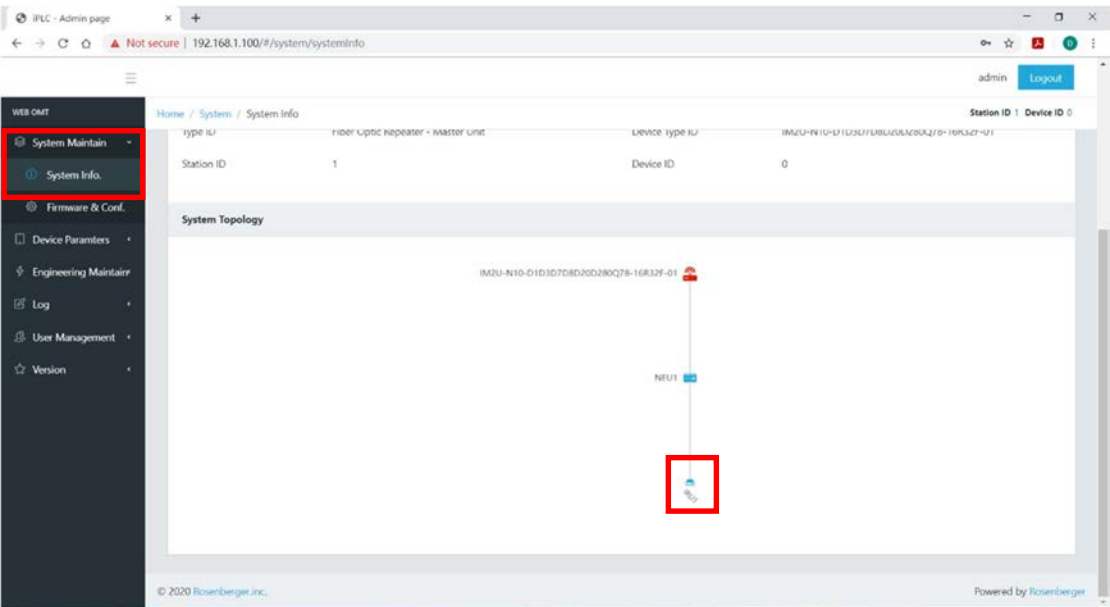 iPLC - Admin page
Not secure | 192.168.1.100/#/system/systemInfo
admin Logout
WEB OMT
Home / System / System Info
Station ID 1 Device ID 0
System Maintain
Type ID Fiber Optic Repeater - Master Unit Device Type ID
Station ID 1 Device ID 0
System Info.
Firmware & Conf.
System Topology
Device Paramters
Engineering Maintain
IM2U-N10-D1D3D7D8D20D280Q78-16R32F-01
Log
User Management
Version
NEU1
IRU1
© 2020 Rosenberger.inc.
Powered by Rosenberger